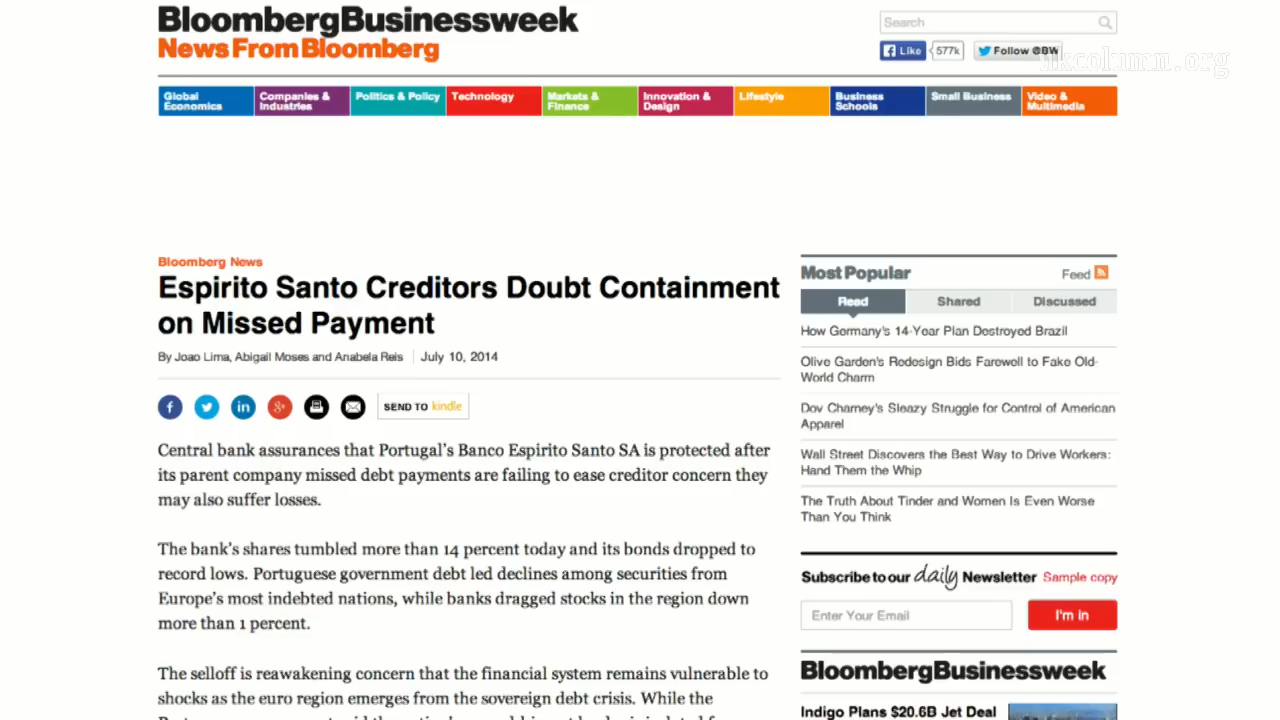 BloombergBusinessweek
News From Bloomberg
Search
Like
577k
Follow @BW
ukcolumn.org
Global Economics
Companies & Industries
Politics & Policy
Technology
Markets & Finance
Innovation & Design
Lifestyle
Business Schools
Small Business
Video & Multimedia
Bloomberg News
Espirito Santo Creditors Doubt Containment
on Missed Payment
By Joao Lima, Abigail Moses and Anabela Reis
July 10, 2014
SEND TO kindle
Central bank assurances that Portugal's Banco Espirito Santo SA is protected after
its parent company missed debt payments are failing to ease creditor concern they
may also suffer losses.
The bank's shares tumbled more than 14 percent today and its bonds dropped to
record lows. Portuguese government debt led declines among securities from
Europe's most indebted nations, while banks dragged stocks in the region down
more than 1 percent.
The selloff is reawakening concern that the financial system remains vulnerable to
shocks as the euro region emerges from the sovereign debt crisis. While the
Most Popular
Feed
Read
Shared
Discussed
How Germany's 14-Year Plan Destroyed Brazil
Olive Garden's Redesign Bids Farewell to Fake Old-
World Charm
Dov Charney's Sleazy Struggle for Control of American
Apparel
Wall Street Discovers the Best Way to Drive Workers:
Hand Them the Whip
The Truth About Tinder and Women Is Even Worse
Than You Think
Subscribe to our daily Newsletter Sample copy
Enter Your Email
I'm in
BloombergBusinessweek
Indigo Plans $20.6B Jet Deal